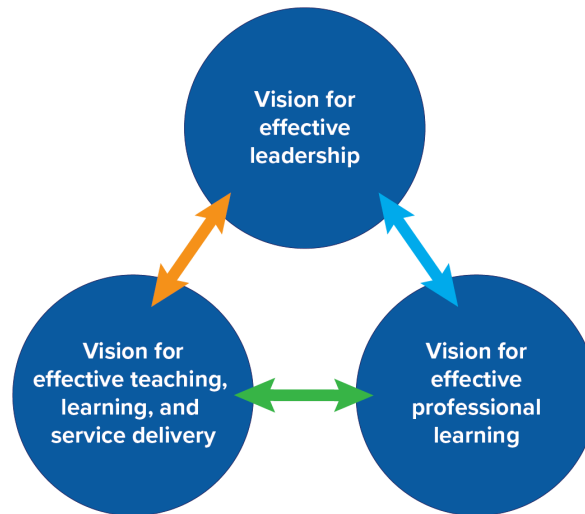 Vision for
effective
leadership
Vision for
effective teaching,
learning, and
service delivery
Vision for
effective
professional
learning